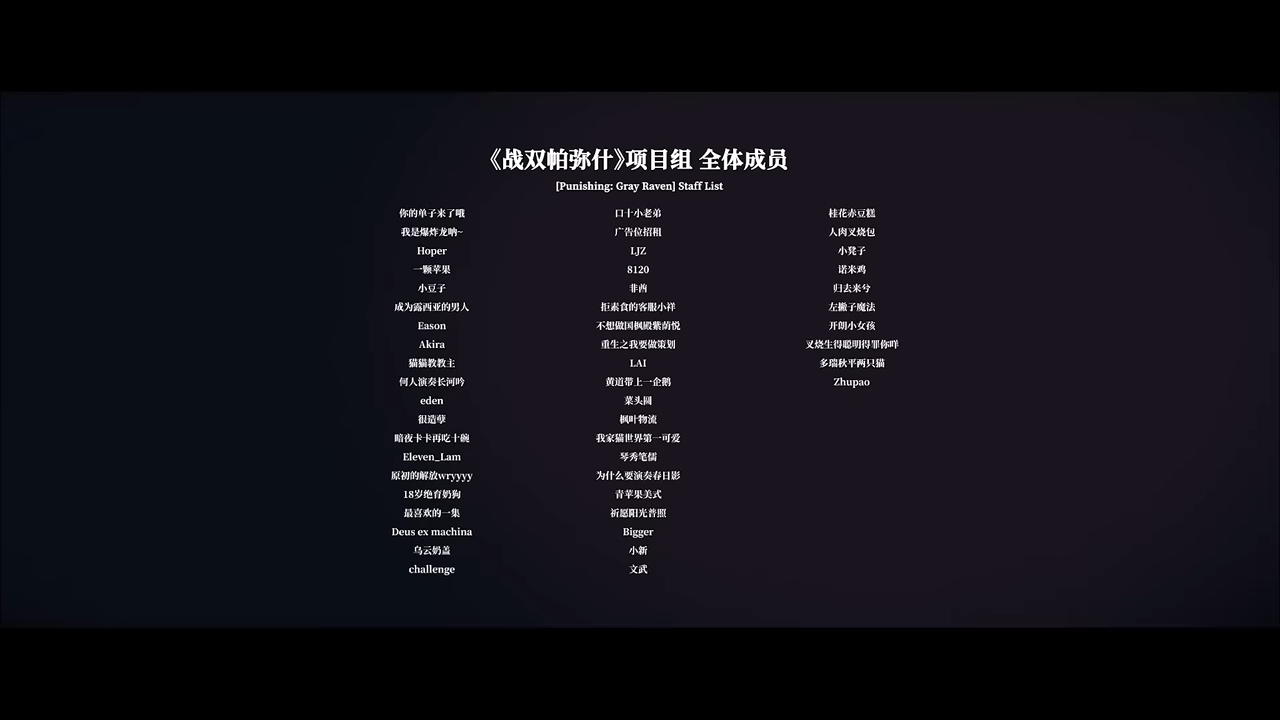 《战双帕弥什》项目组 全体成员
[Punishing: Gray Raven] Staff List
你的单子来了哦
我是爆炸龙呐~
Hoper
一颗苹果
小豆子
成为露西亚的男人
Eason
Akira
猫猫教教主
何人演奏长河吟
eden
很造孽
暗夜卡卡再吃十碗
Eleven_Lam
原初的解放wryyyy
18岁绝育奶狗
最喜欢的一集
Deus ex machina
乌云奶盖
challenge
口十小老弟
广告位招租
LJZ
8120
非酋
拒素食的客服小祥
不想做国枫殿紫荫悦
重生之我要做策划
LAI
黄道带上一企鹅
菜头圆
枫叶物流
我家猫世界第一可爱
琴秀笔儒
为什么要演奏春日影
青苹果美式
祈愿阳光普照
Bigger
小新
文武
桂花赤豆糕
人肉叉烧包
小凳子
诺米鸡
归去来兮
左撇子魔法
开朗小女孩
叉烧生得聪明得罪你咩
多瑞秋平两只猫
Zhupao